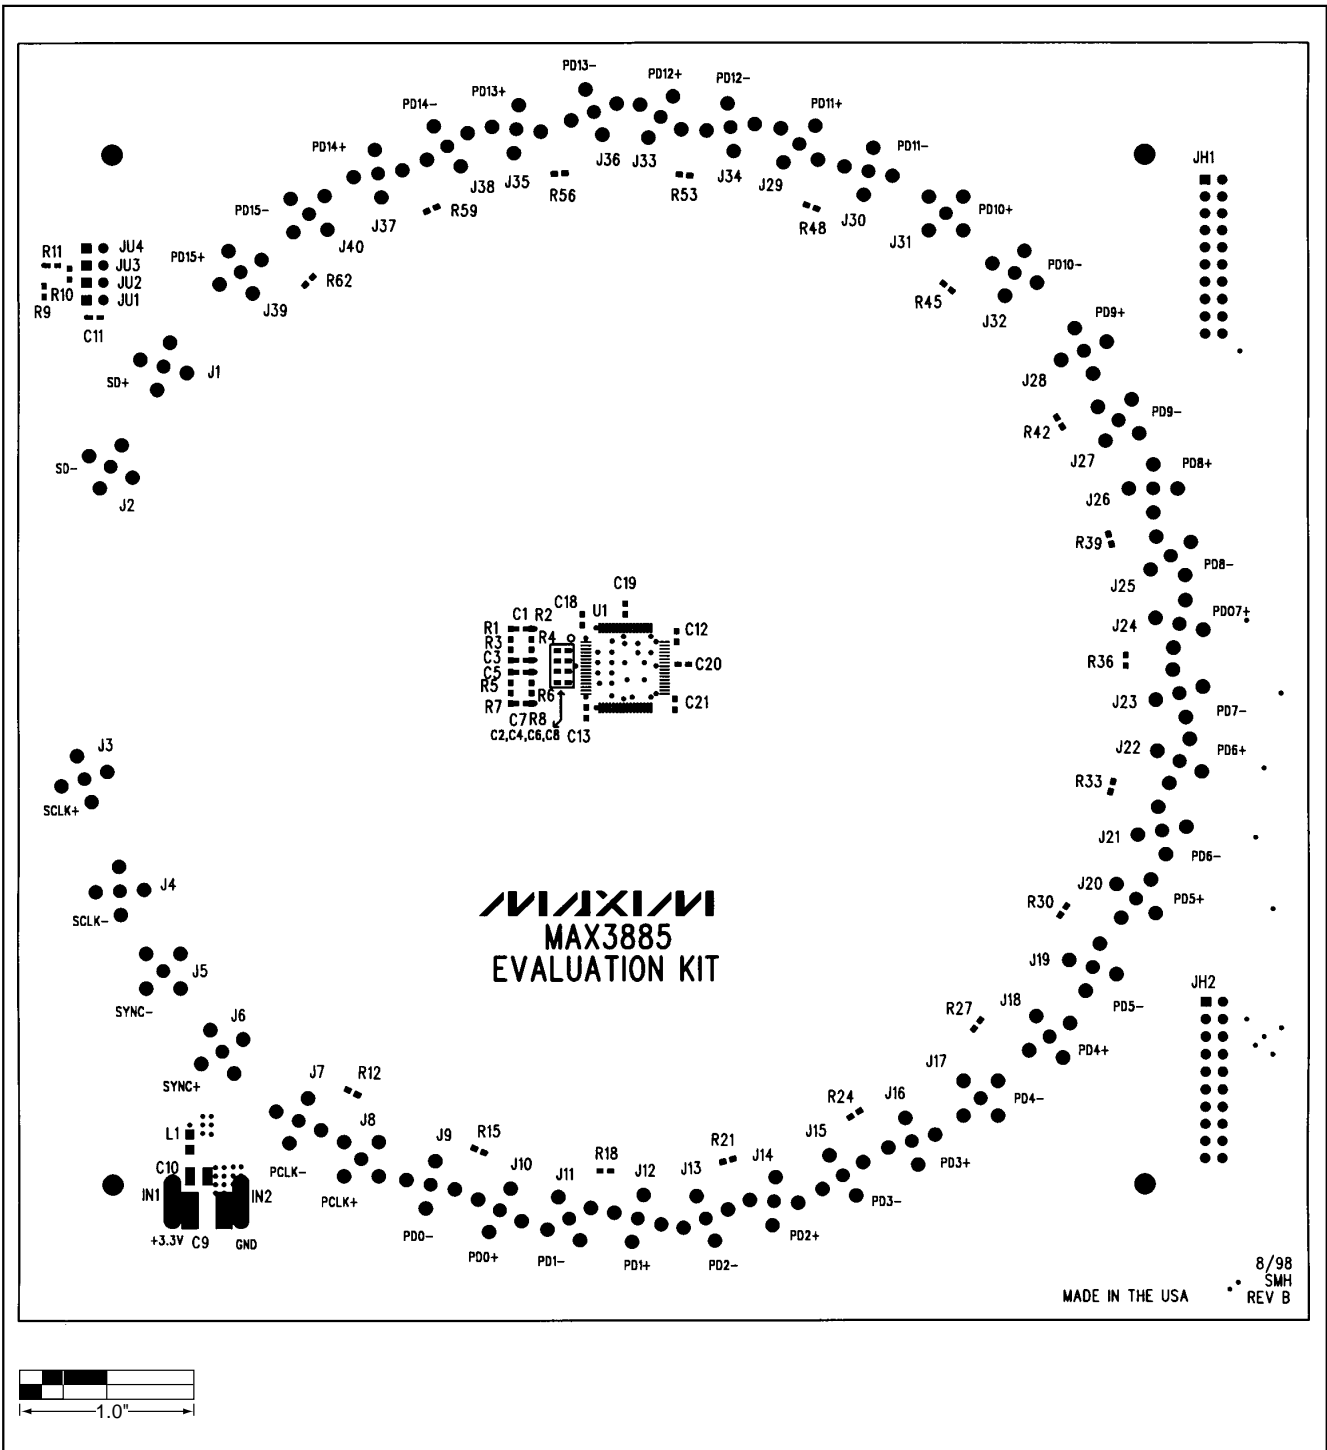 PD13-
PD12+
PD12-
PD13+
PD14-
PD11+
PD14+
PD11-
JH1
J36
J33
J34
J29
J35
J38
R56
R53
J30
R59
R48
J37
J31
PD10+
PD15-
J40
PD15+
R62
PD10-
R45
J32
J39
R11
JU4
JU3
JU2
JU1
R10
R9
C11
PD9+
J28
J1
SD+
PD9-
R42
J27
SD-
J2
PD8+
J26
R39
PD8-
J25
C19
C18
U1
C1
R2
R1
R4
R3
C3
C5
R5
R6
R7
C7
R8
C2,C4,C6,C8
C13
C12
C20
C21
PD07+
J24
R36
J23
PD7-
J22
PD6+
R33
J21
PD6-
J3
SCLK+
J4
SCLK-
J20
PD5+
R30
MAXIM
MAX3885
EVALUATION KIT
J5
SYNC-
J19
PD5-
JH2
J6
SYNC+
R27
J18
PD4+
J17
PD4-
J7
R12
J8
PCLK-
PCLK+
L1
C10
IN1
IN2
+3.3V
C9
GND
J9
R15
J10
J11
R18
J12
J13
R21
J14
J15
R24
J16
PD3+
PD3-
PD2+
PD0-
PD0+
PD1-
PD1+
PD2-
8/98
SMH
MADE IN THE USA
REV B
1.0"